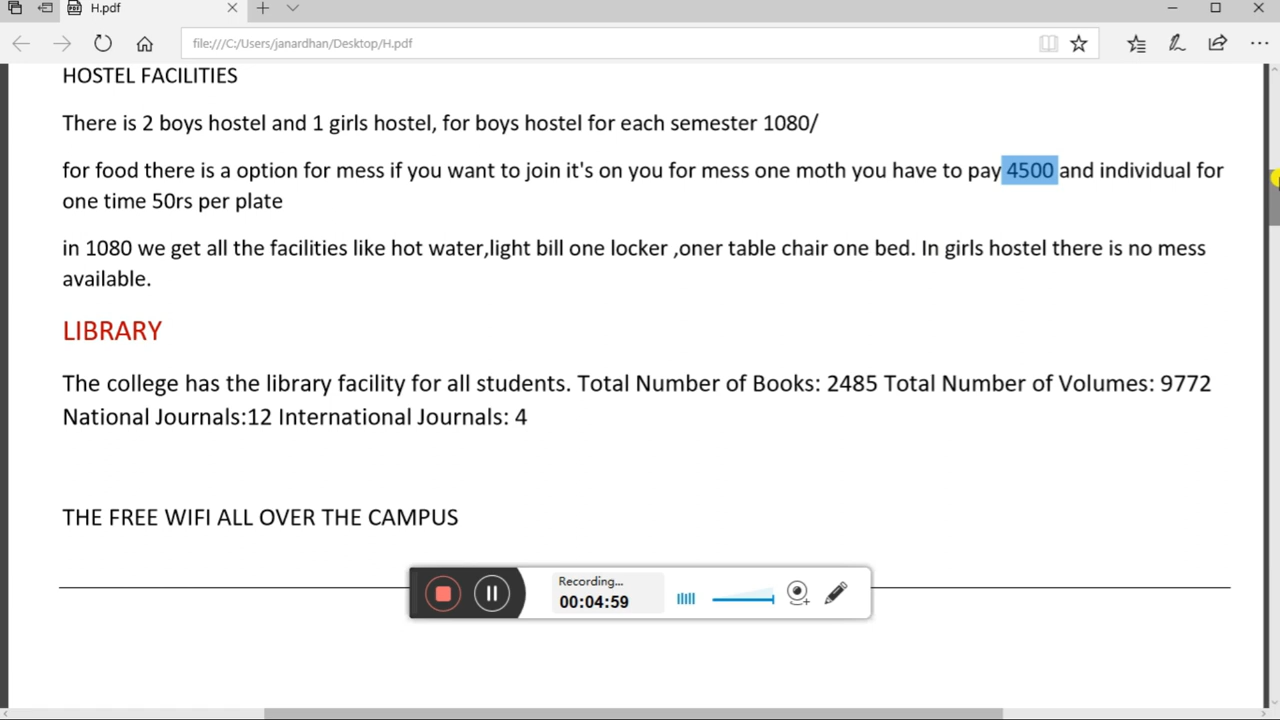 H.pdf
file:///C:/Users/janardhan/Desktop/H.pdf
HOSTEL FACILITIES
There is 2 boys hostel and 1 girls hostel, for boys hostel for each semester 1080/
for food there is a option for mess if you want to join it's on you for mess one moth you have to pay 4500 and individual for
one time 50rs per plate
in 1080 we get all the facilities like hot water,light bill one locker ,oner table chair one bed. In girls hostel there is no mess
available.
LIBRARY
The college has the library facility for all students. Total Number of Books: 2485 Total Number of Volumes: 9772
National Journals:12 International Journals: 4
THE FREE WIFI ALL OVER THE CAMPUS
Recording...
00:04:59